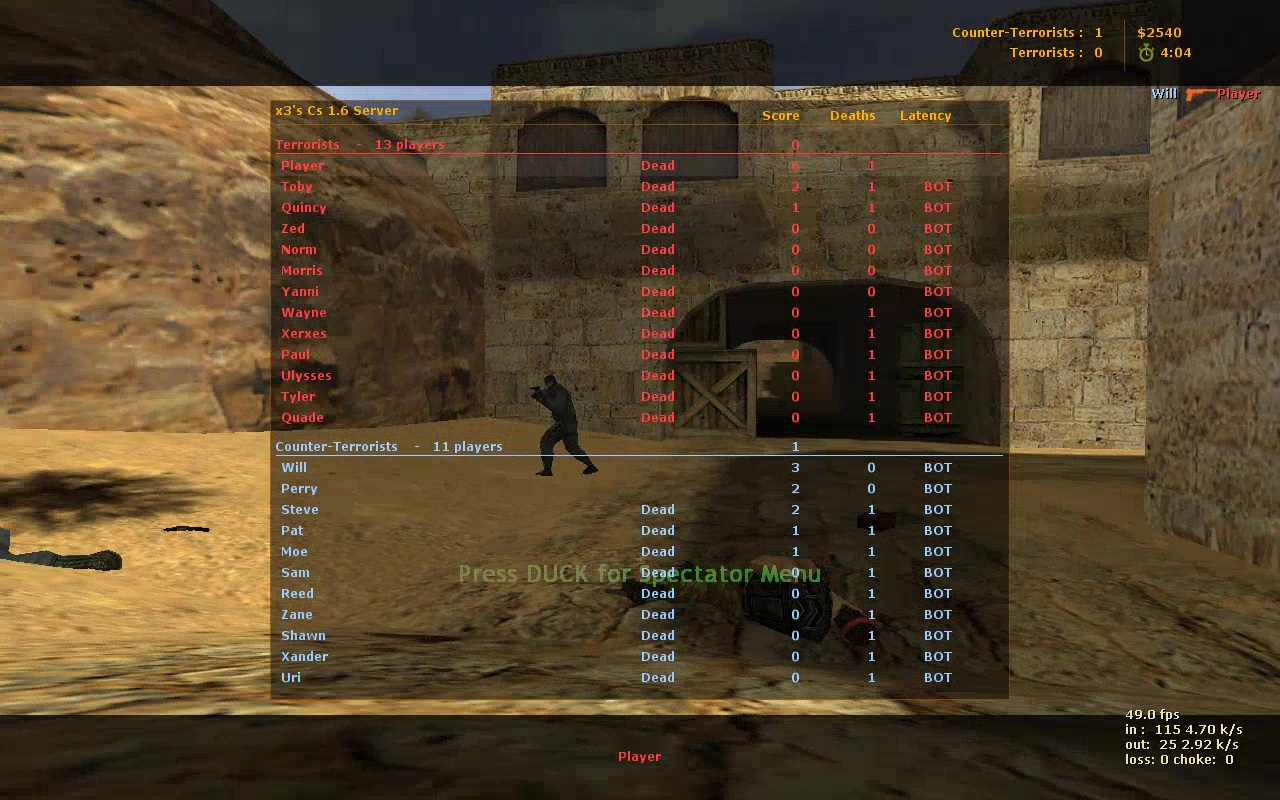 Counter-Terrorists : 1 $2540
Terrorists : 0 4:04
Will Player
x3's Cs 1.6 Server
Score Deaths Latency
Terrorists - 13 players 0
Player Dead 6 1
Toby Dead 2 1 BOT
Quincy Dead 1 1 BOT
Zed Dead 0 0 BOT
Norm Dead 0 0 BOT
Morris Dead 0 0 BOT
Yanni Dead 0 0 BOT
Wayne Dead 0 1 BOT
Xerxes Dead 0 1 BOT
Paul Dead 0 1 BOT
Ulysses Dead 0 1 BOT
Tyler Dead 0 1 BOT
Quade Dead 0 1 BOT
Counter-Terrorists - 11 players 1
Will 3 0 BOT
Perry 2 0 BOT
Steve Dead 2 1 BOT
Pat Dead 1 1 BOT
Moe Dead 1 1 BOT
Sam Dead 0 1 BOT
Press DUCK for Spectator Menu
Reed Dead 0 1 BOT
Zane Dead 0 1 BOT
Shawn Dead 0 1 BOT
Xander Dead 0 1 BOT
Uri Dead 0 1 BOT
49.0 fps
in : 115 4.70 k/s
out: 25 2.92 k/s
loss: 0 choke: 0
Player